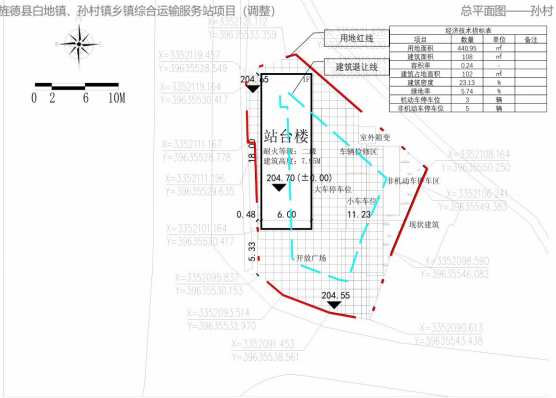 旌德县白地镇、孙村镇乡镇综合运输服务站项目（调整）
总平面图——孙村
0 2 6 10M
用地红线
建筑退让线
经济技术指标表
项目 数量 单位 备注
用地面积 440.95 ㎡
建筑面积 108 ㎡
容积率 0.24 -
建筑占地面积 102 ㎡
建筑密度 23.13 %
绿地率 5.74 %
机动车停车位 3 辆
非机动车停车位 5 辆
Y=39635533.359
X=3352119.457
Y=39635528.549
204.65
X=3352119.164
Y=39635530.417
1F
站台楼
耐火等级：二级
建筑高度：7.95M
18.00
室外箱变
车辆检修区
X=3352111.167
Y=39635528.778
X=3352108.164
Y=39635550.250
X=3352111.296
Y=39635529.635
204.70(±0.00)
大车停车位
非机动车停车区
X=3352106.241
Y=39635549.383
小车车位
0.48 6.00 11.23
现状建筑
X=3352101.164
Y=39635530.417
5.33
开放广场
X=3352098.590
Y=39635546.082
X=3352095.837
Y=39635530.153
204.55
X=3352093.514
Y=39635532.970
X=3352090.613
Y=39635543.438
X=3352091.453
Y=39635538.561